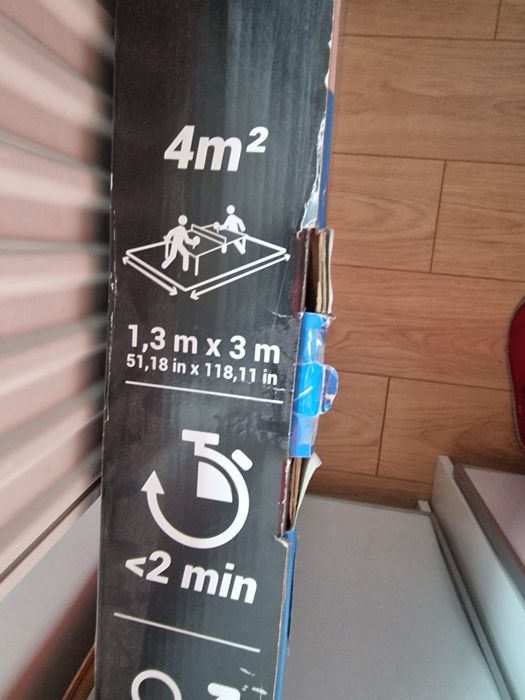 4m²
1,3 m x 3 m
51,18 in x 118,11 in
<2 min